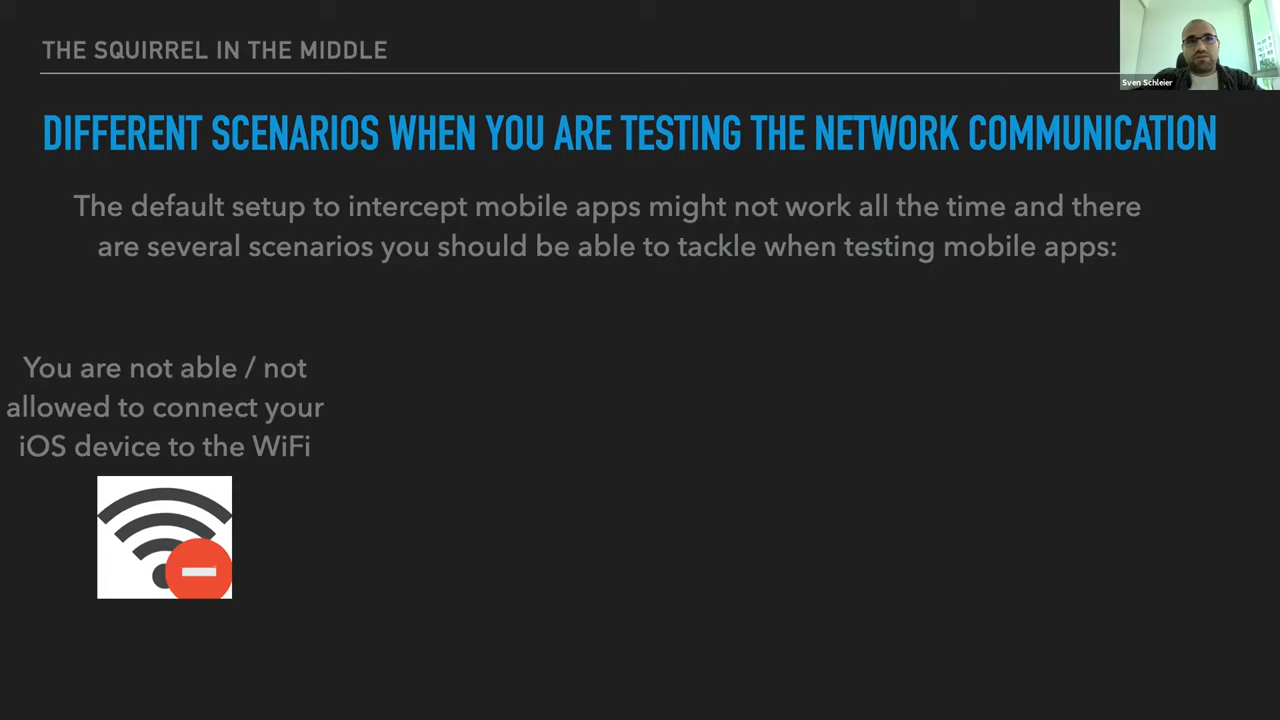 THE SQUIRREL IN THE MIDDLE
Sven Schleier
DIFFERENT SCENARIOS WHEN YOU ARE TESTING THE NETWORK COMMUNICATION
The default setup to intercept mobile apps might not work all the time and there
are several scenarios you should be able to tackle when testing mobile apps:
You are not able / not
allowed to connect your
iOS device to the WiFi